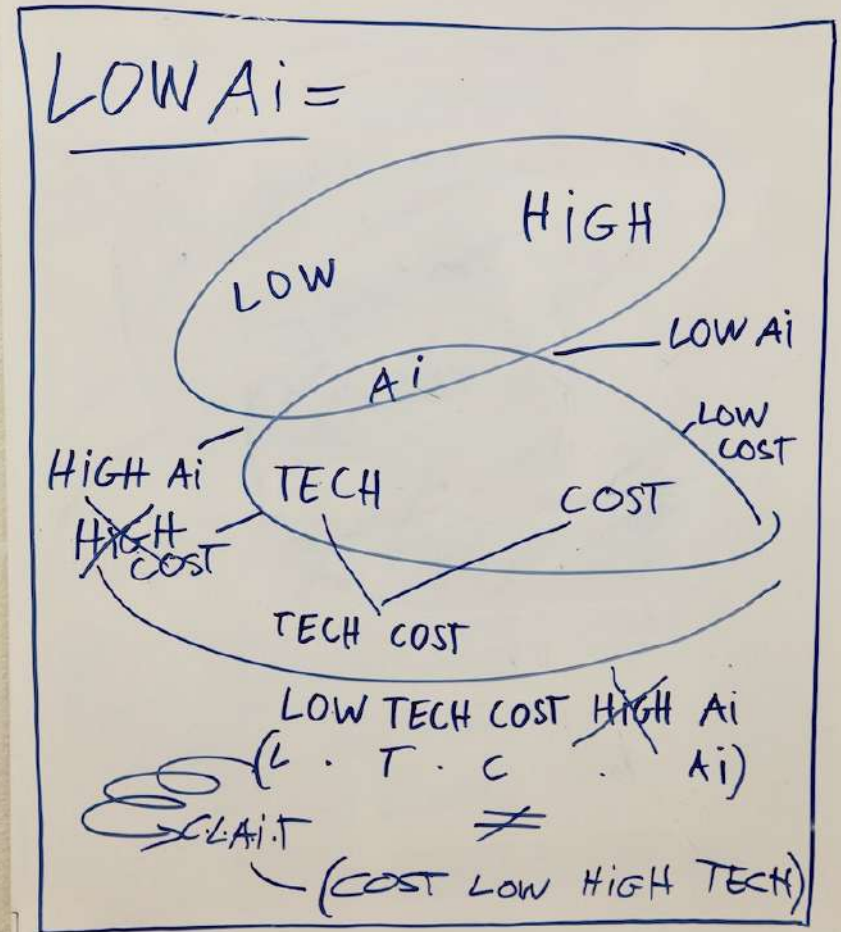 LOW Ai =
HiGH
LOW
LOW Ai
Ai
LOW
COST
HiGH Ai
TECH
COST
HiGH
COST
TECH COST
LOW TECH COST HiGH Ai
(L . T . C . Ai)
C.L.Ai.T
≠
(COST LOW HiGH TECH)